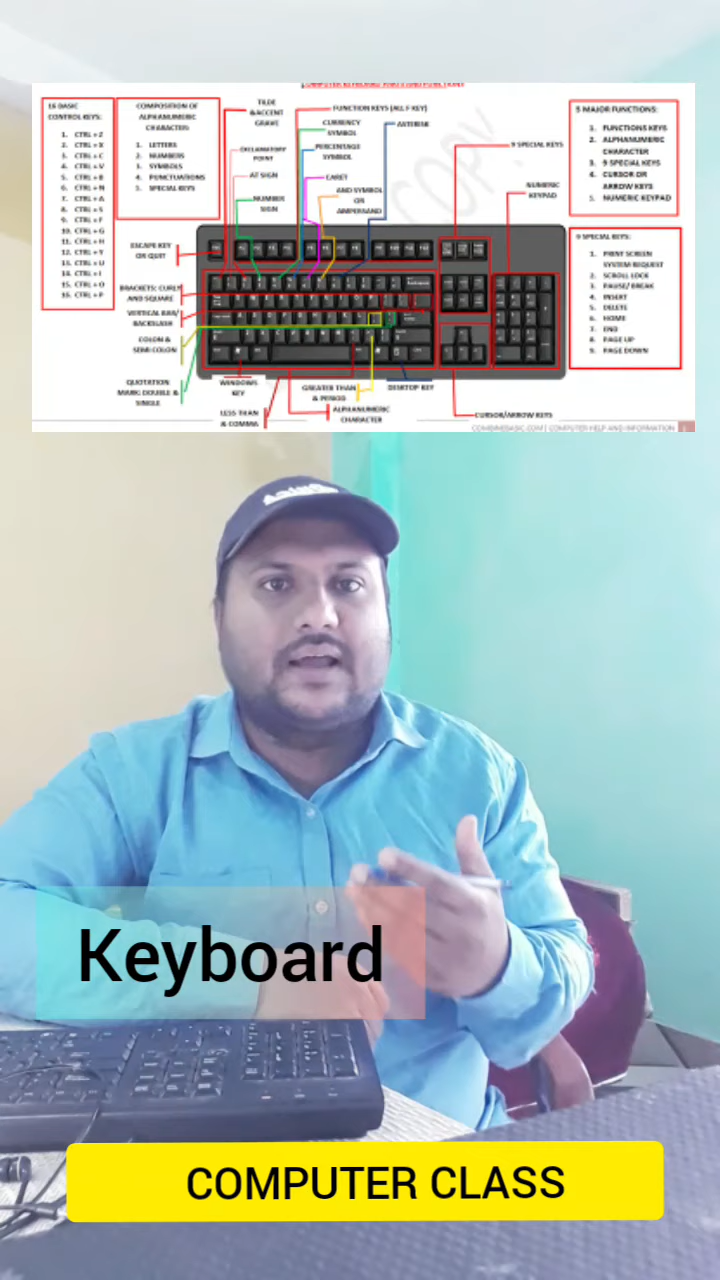 COMPUTER KEYBOARD PARTS AND FUNCTIONS
16 BASIC
CONTROL KEYS:
1. CTRL + Z
2. CTRL + X
3. CTRL + C
4. CTRL + V
5. CTRL + B
6. CTRL + N
7. CTRL + A
8. CTRL + S
9. CTRL + F
10. CTRL + G
11. CTRL + H
12. CTRL + Y
13. CTRL + U
14. CTRL + I
15. CTRL + O
16. CTRL + P
COMPOSITION OF
ALPHANUMERIC
CHARACTER:
1. LETTERS
2. NUMBERS
3. SYMBOLS
4. PUNCTUATIONS
5. SPECIAL KEYS
TILDE
&ACCENT
GRAVE
EXCLAMATORY
POINT
AT SIGN
NUMBER
SIGN
FUNCTION KEYS (ALL F KEY)
CURRENCY
SYMBOL
PERCENTAGE
SYMBOL
CARET
AND SYMBOL
OR
AMPERSAND
ASTERISK
COPY
9 SPECIAL KEYS
NUMERIC
KEYPAD
5 MAJOR FUNCTIONS:
1. FUNCTIONS KEYS
2. ALPHANUMERIC
CHARACTER
3. 9 SPECIAL KEYS
4. CURSOR OR
ARROW KEYS
5. NUMERIC KEYPAD
9 SPECIAL KEYS:
1. PRINT SCREEN
SYSTEM REQUEST
2. SCROLL LOCK
3. PAUSE/ BREAK
4. INSERT
5. DELETE
6. HOME
7. END
8. PAGE UP
9. PAGE DOWN
ESCAPE KEY
OR QUIT
BRACKETS: CURLY
AND SQUARE
VERTICAL BAR/
BACKSLASH
COLON &
SEMI COLON
QUOTATION
MARK: DOUBLE &
SINGLE
WINDOWS
KEY
LESS THAN
& COMMA
GREATER THAN
& PERIOD
ALPHANUMERIC
CHARACTER
DESKTOP KEY
CURSOR/ARROW KEYS
COMBINEBASIC.COM | COMPUTER HELP AND INFORMATION
Keyboard
COMPUTER CLASS